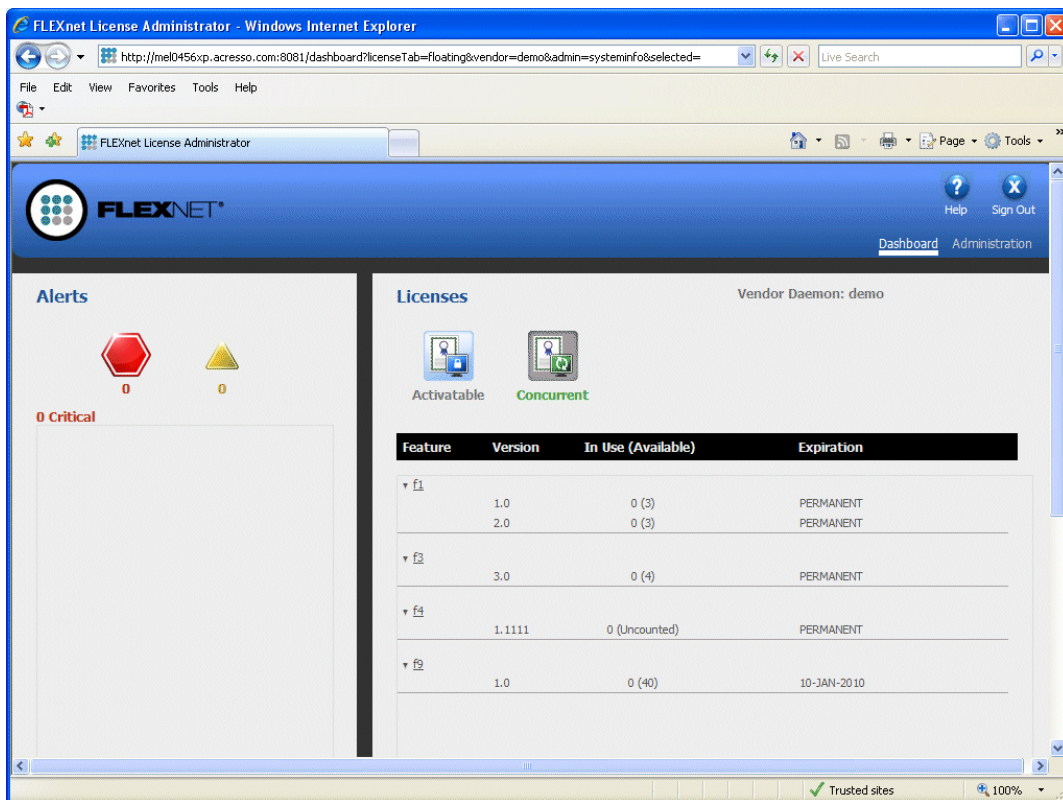 FLEXnet License Administrator - Windows Internet Explorer
http://mel0456xp.acresso.com:8081/dashboard?licenseTab=floating&vendor=demo&admin=systeminfo&selected=
Live Search
File Edit View Favorites Tools Help
FLEXnet License Administrator
Page Tools
FLEXNET
Help Sign Out
Dashboard Administration
Alerts
0 0
0 Critical
Licenses
Vendor Daemon: demo
Activatable Concurrent
Feature Version In Use (Available) Expiration
f1
1.0 0 (3) PERMANENT
2.0 0 (3) PERMANENT
f3
3.0 0 (4) PERMANENT
f4
1.1111 0 (Uncounted) PERMANENT
f9
1.0 0 (40) 10-JAN-2010
Trusted sites 100%